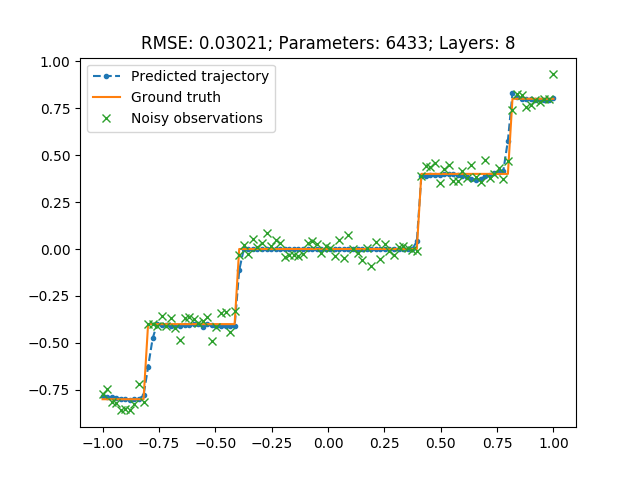 RMSE: 0.03021; Parameters: 6433; Layers: 8
1.00
0.75
0.50
0.25
0.00
−0.25
−0.50
−0.75
Predicted trajectory
Ground truth
Noisy observations
−1.00 −0.75 −0.50 −0.25 0.00 0.25 0.50 0.75 1.00